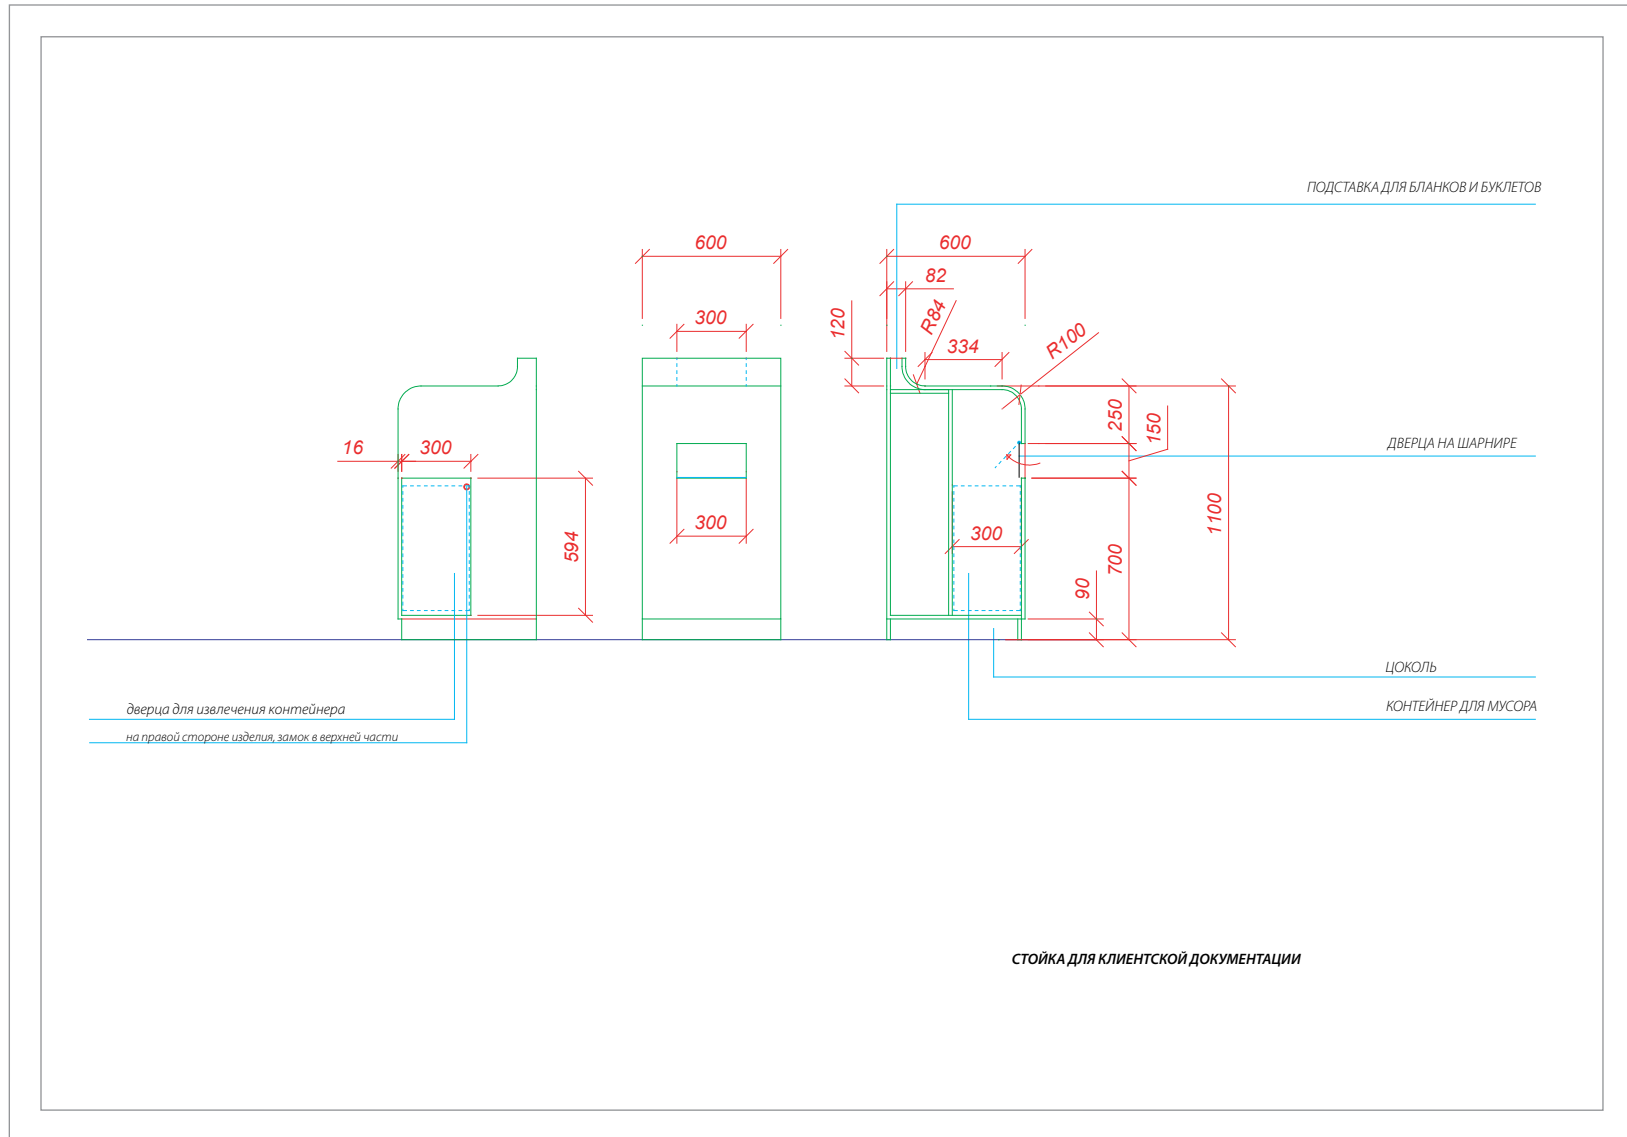 ПОДСТАВКА ДЛЯ БЛАНКОВ И БУКЛЕТОВ
600
600
82
120
R84
300
334
R100
250
150
16
300
ДВЕРЦА НА ШАРНИРЕ
1100
300
594
300
700
90
ЦОКОЛЬ
дверца для извлечения контейнера
КОНТЕЙНЕР ДЛЯ МУСОРА
на правой стороне изделия, замок в верхней части
СТОЙКА ДЛЯ КЛИЕНТСКОЙ ДОКУМЕНТАЦИИ